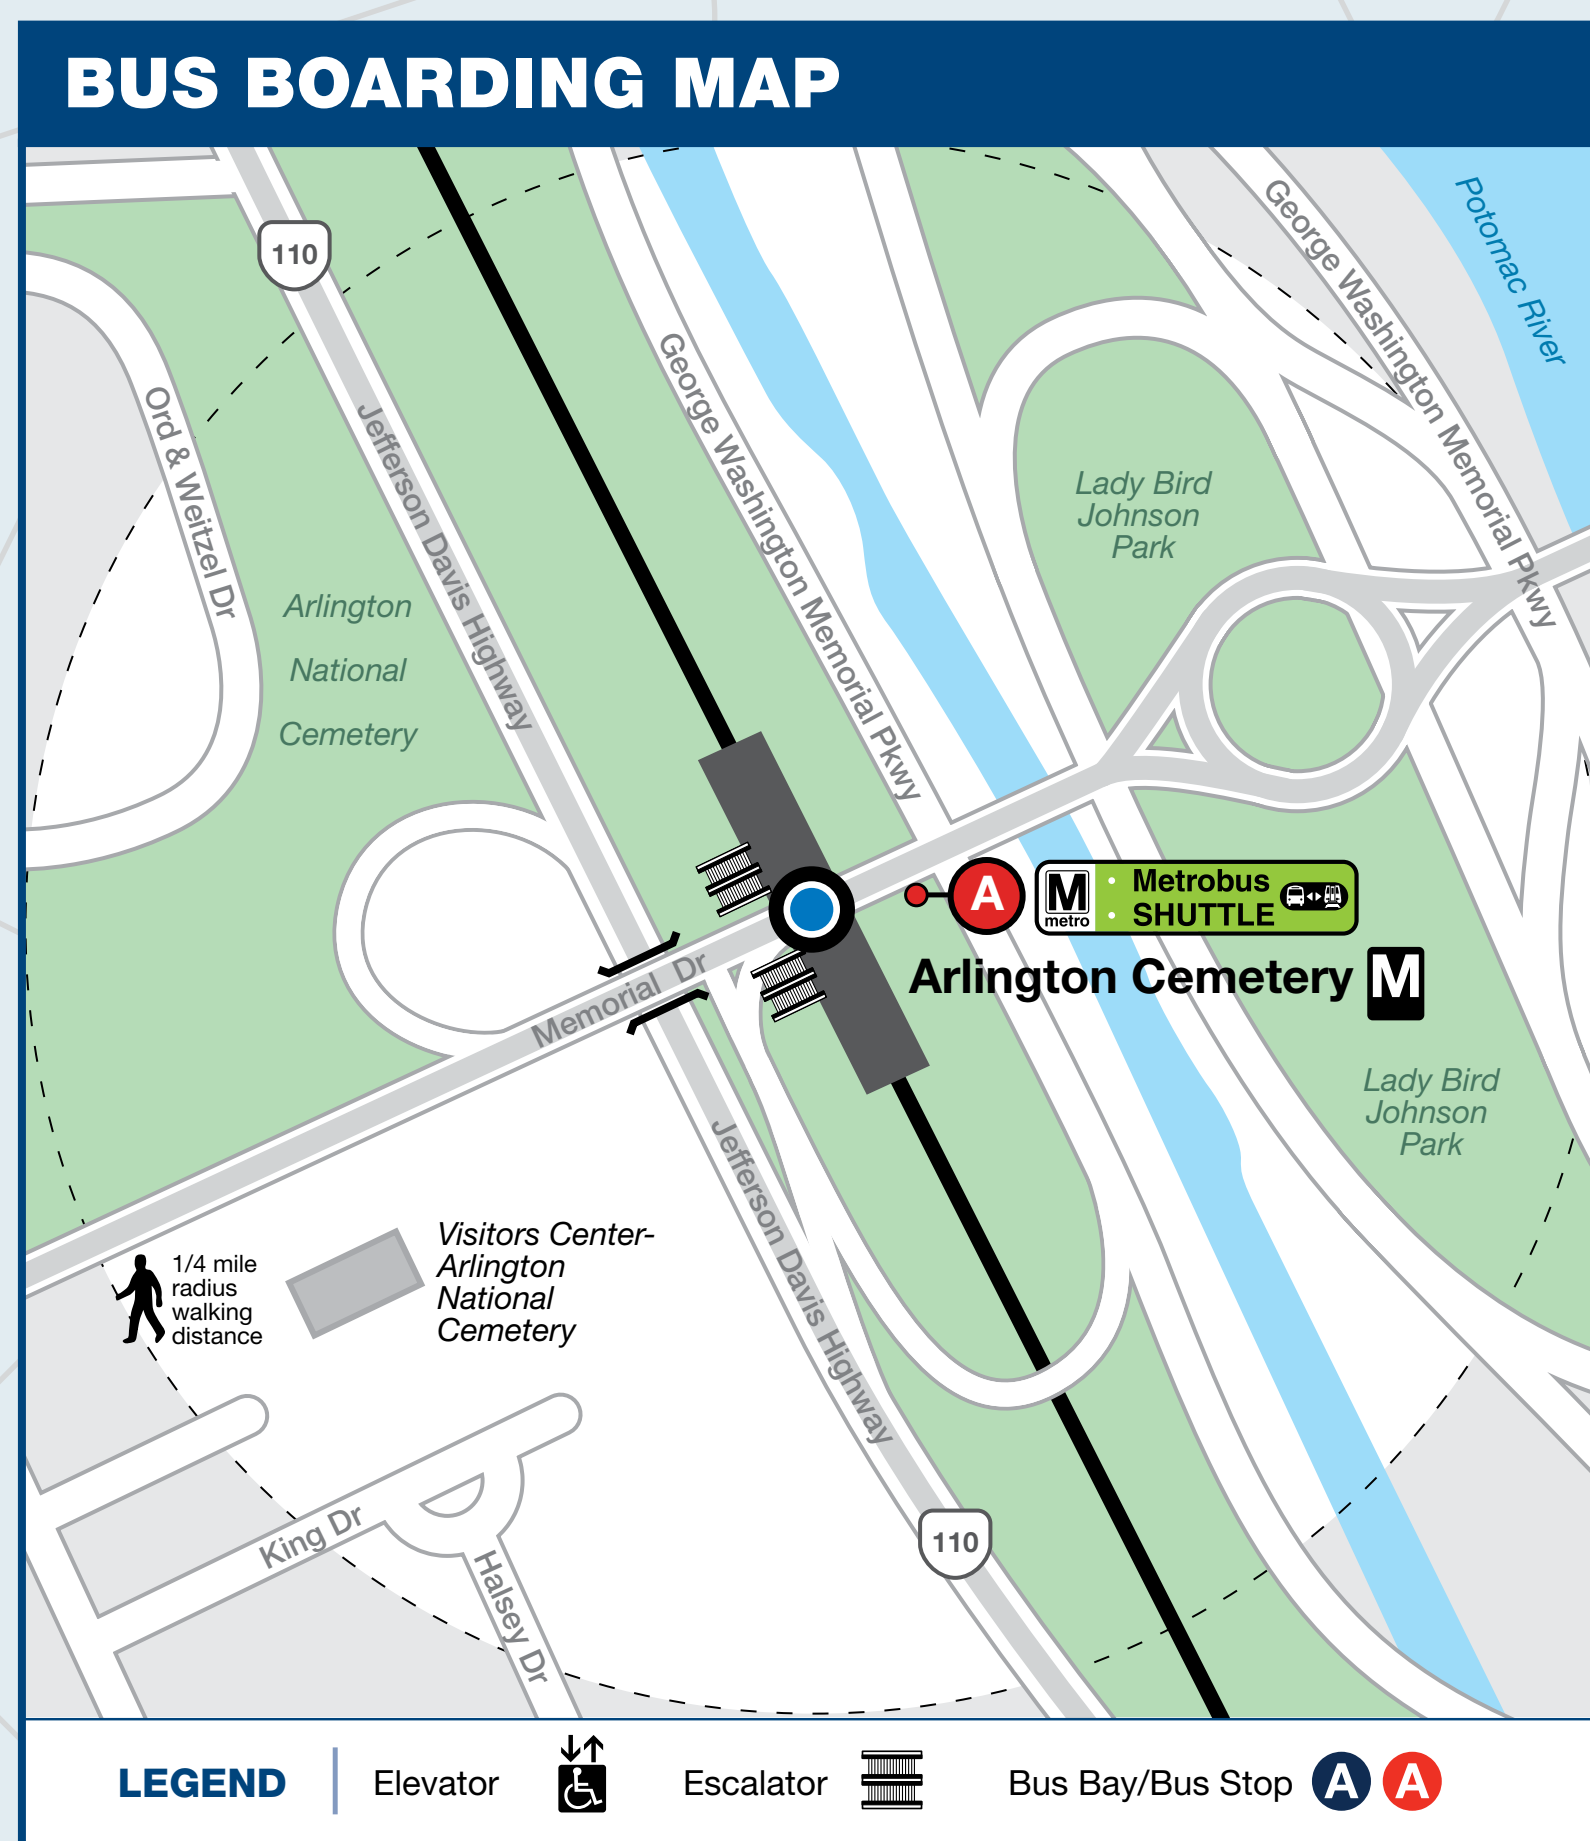 BUS BOARDING MAP
110
Potomac River
George Washington Memorial Pkwy
George Washington Memorial Pkwy
Ord & Weitzel Dr
Jefferson Davis Highway
Lady Bird
Johnson
Park
Arlington
National
Cemetery
A
M
metro
• Metrobus
• SHUTTLE
Arlington Cemetery M
Memorial Dr
Lady Bird
Johnson
Park
Jefferson Davis Highway
Visitors Center-
Arlington
National
Cemetery
1/4 mile
radius
walking
distance
King Dr
Halsey Dr
110
LEGEND
Elevator
Escalator
Bus Bay/Bus Stop A A